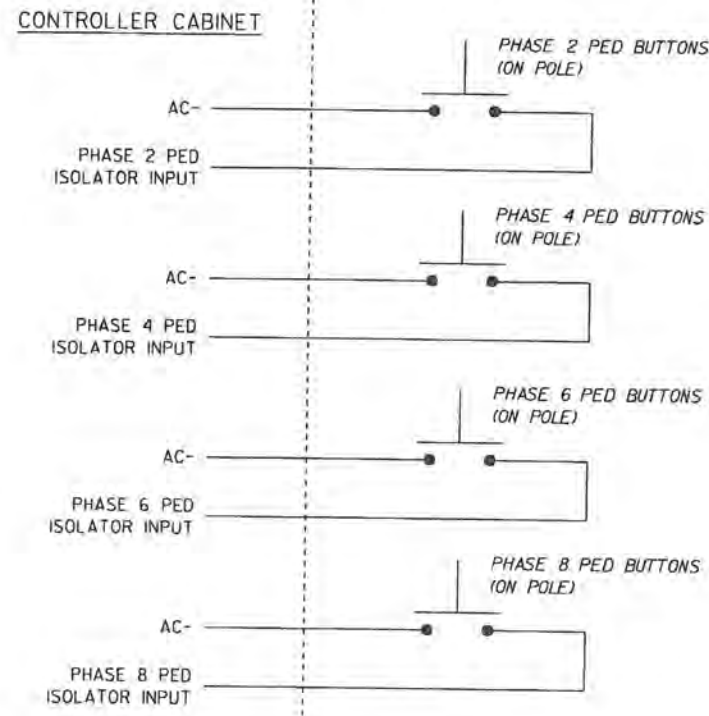 CONTROLLER CABINET
PHASE 2 PED BUTTONS
(ON POLE)
AC-
PHASE 2 PED
ISOLATOR INPUT
PHASE 4 PED BUTTONS
(ON POLE)
AC-
PHASE 4 PED
ISOLATOR INPUT
PHASE 6 PED BUTTONS
(ON POLE)
AC-
PHASE 6 PED
ISOLATOR INPUT
PHASE 8 PED BUTTONS
(ON POLE)
AC-
PHASE 8 PED
ISOLATOR INPUT